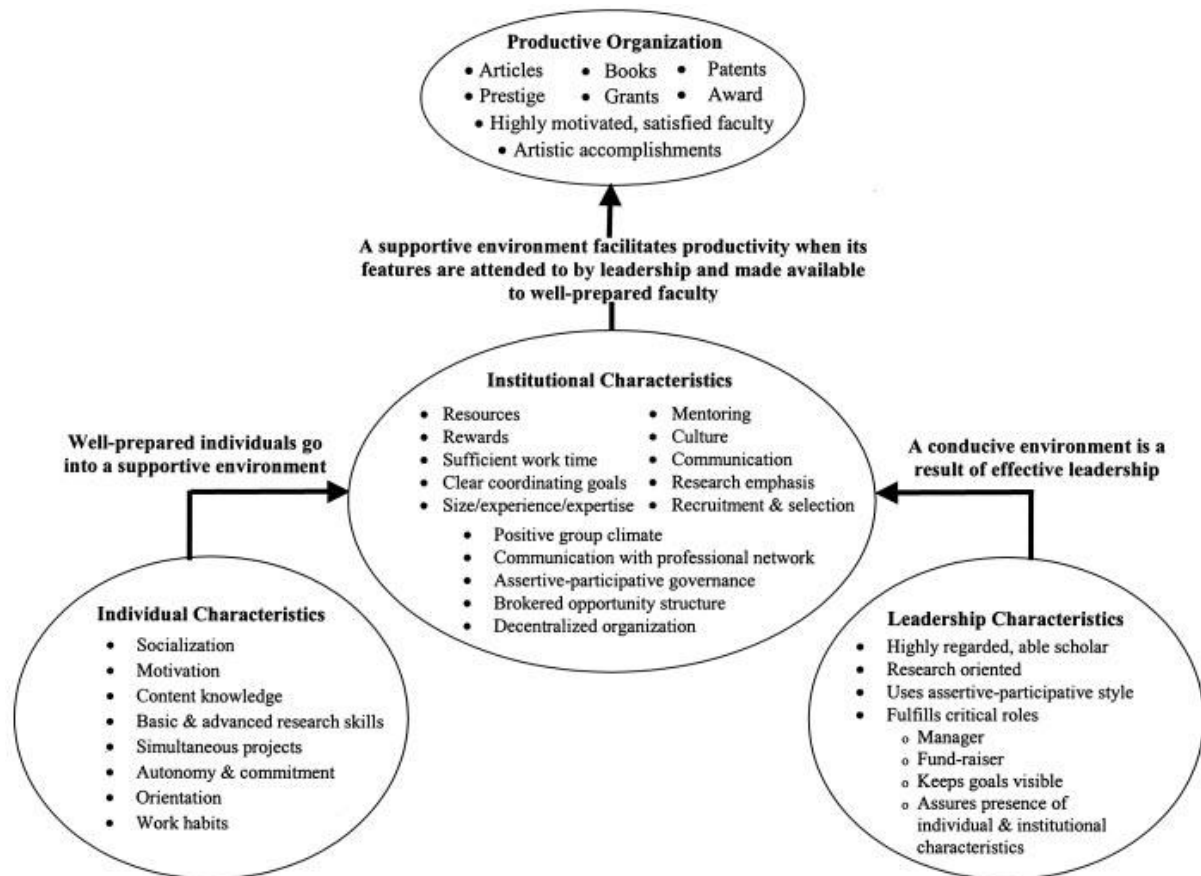 Productive Organization
• Articles • Books • Patents
• Prestige • Grants • Award
• Highly motivated, satisfied faculty
• Artistic accomplishments
A supportive environment facilitates productivity when its
features are attended to by leadership and made available
to well-prepared faculty
Institutional Characteristics
• Resources
• Rewards
• Sufficient work time
• Clear coordinating goals
• Size/experience/expertise
• Mentoring
• Culture
• Communication
• Research emphasis
• Recruitment & selection
• Positive group climate
• Communication with professional network
• Assertive-participative governance
• Brokered opportunity structure
• Decentralized organization
Well-prepared individuals go
into a supportive environment
A conducive environment is a
result of effective leadership
Individual Characteristics
• Socialization
• Motivation
• Content knowledge
• Basic & advanced research skills
• Simultaneous projects
• Autonomy & commitment
• Orientation
• Work habits
Leadership Characteristics
• Highly regarded, able scholar
• Research oriented
• Uses assertive-participative style
• Fulfills critical roles
o Manager
o Fund-raiser
o Keeps goals visible
o Assures presence of
individual & institutional
characteristics